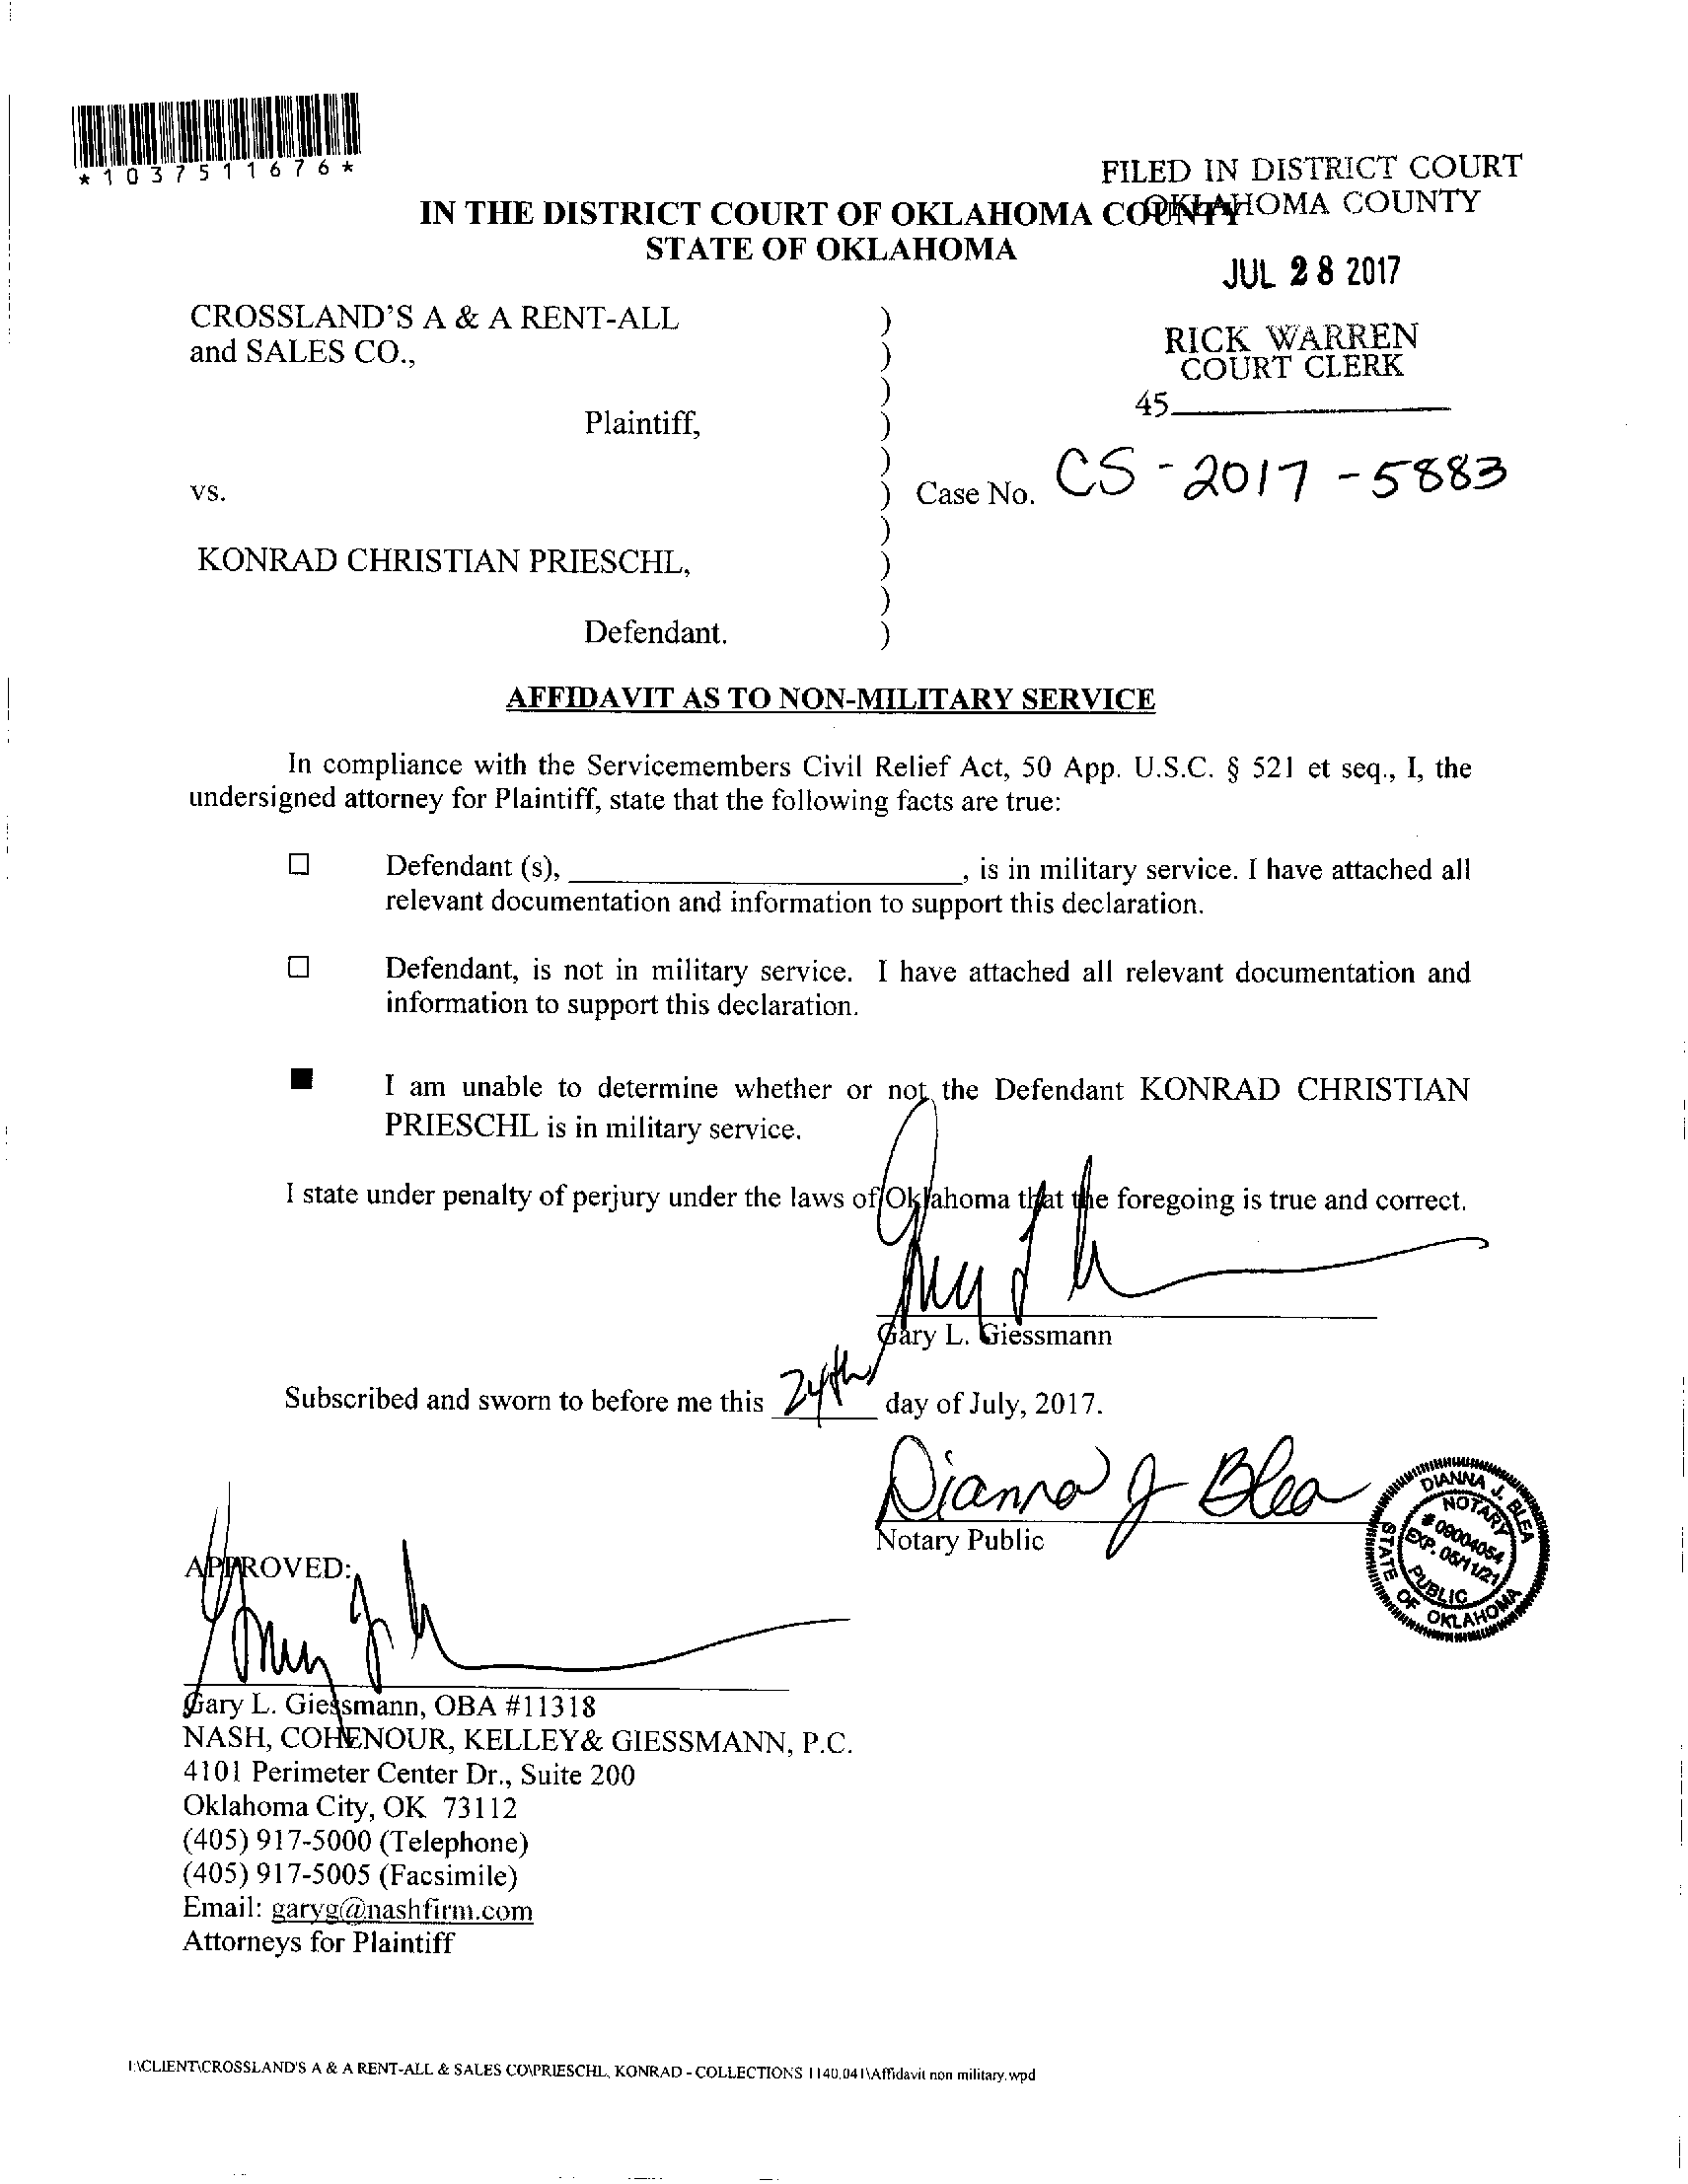 *1037511676*
FILED IN DISTRICT COURT
OKLAHOMA COUNTY
IN THE DISTRICT COURT OF OKLAHOMA COUNTY
STATE OF OKLAHOMA
JUL 28 2017
RICK WARREN
COURT CLERK
45
CROSSLAND'S A & A RENT-ALL )
and SALES CO., )
)
Plaintiff, )
)
vs. ) Case No. CS-2017-5883
)
KONRAD CHRISTIAN PRIESCHL, )
)
Defendant. )
AFFIDAVIT AS TO NON-MILITARY SERVICE
In compliance with the Servicemembers Civil Relief Act, 50 App. U.S.C. § 521 et seq., I, the
undersigned attorney for Plaintiff, state that the following facts are true:
☐ Defendant (s), ____________________, is in military service. I have attached all
relevant documentation and information to support this declaration.
☐ Defendant, is not in military service. I have attached all relevant documentation and
information to support this declaration.
■ I am unable to determine whether or not the Defendant KONRAD CHRISTIAN
PRIESCHL is in military service.
I state under penalty of perjury under the laws of Oklahoma that the foregoing is true and correct.
Gary L. Giessmann
Subscribed and sworn to before me this 24th day of July, 2017.
Dianna J Blea
Notary Public
DIANNA J. BLEA
NOTARY
# 09004054
EXP. 05/11/21
PUBLIC
STATE OF OKLAHOMA
APPROVED:
Gary L. Giessmann, OBA #11318
NASH, COHENOUR, KELLEY& GIESSMANN, P.C.
4101 Perimeter Center Dr., Suite 200
Oklahoma City, OK 73112
(405) 917-5000 (Telephone)
(405) 917-5005 (Facsimile)
Email: garyg@nashfirm.com
Attorneys for Plaintiff
I:\CLIENT\CROSSLAND'S A & A RENT-ALL & SALES CO\PRIESCHL, KONRAD - COLLECTIONS 1140.041\Affidavit non military.wpd